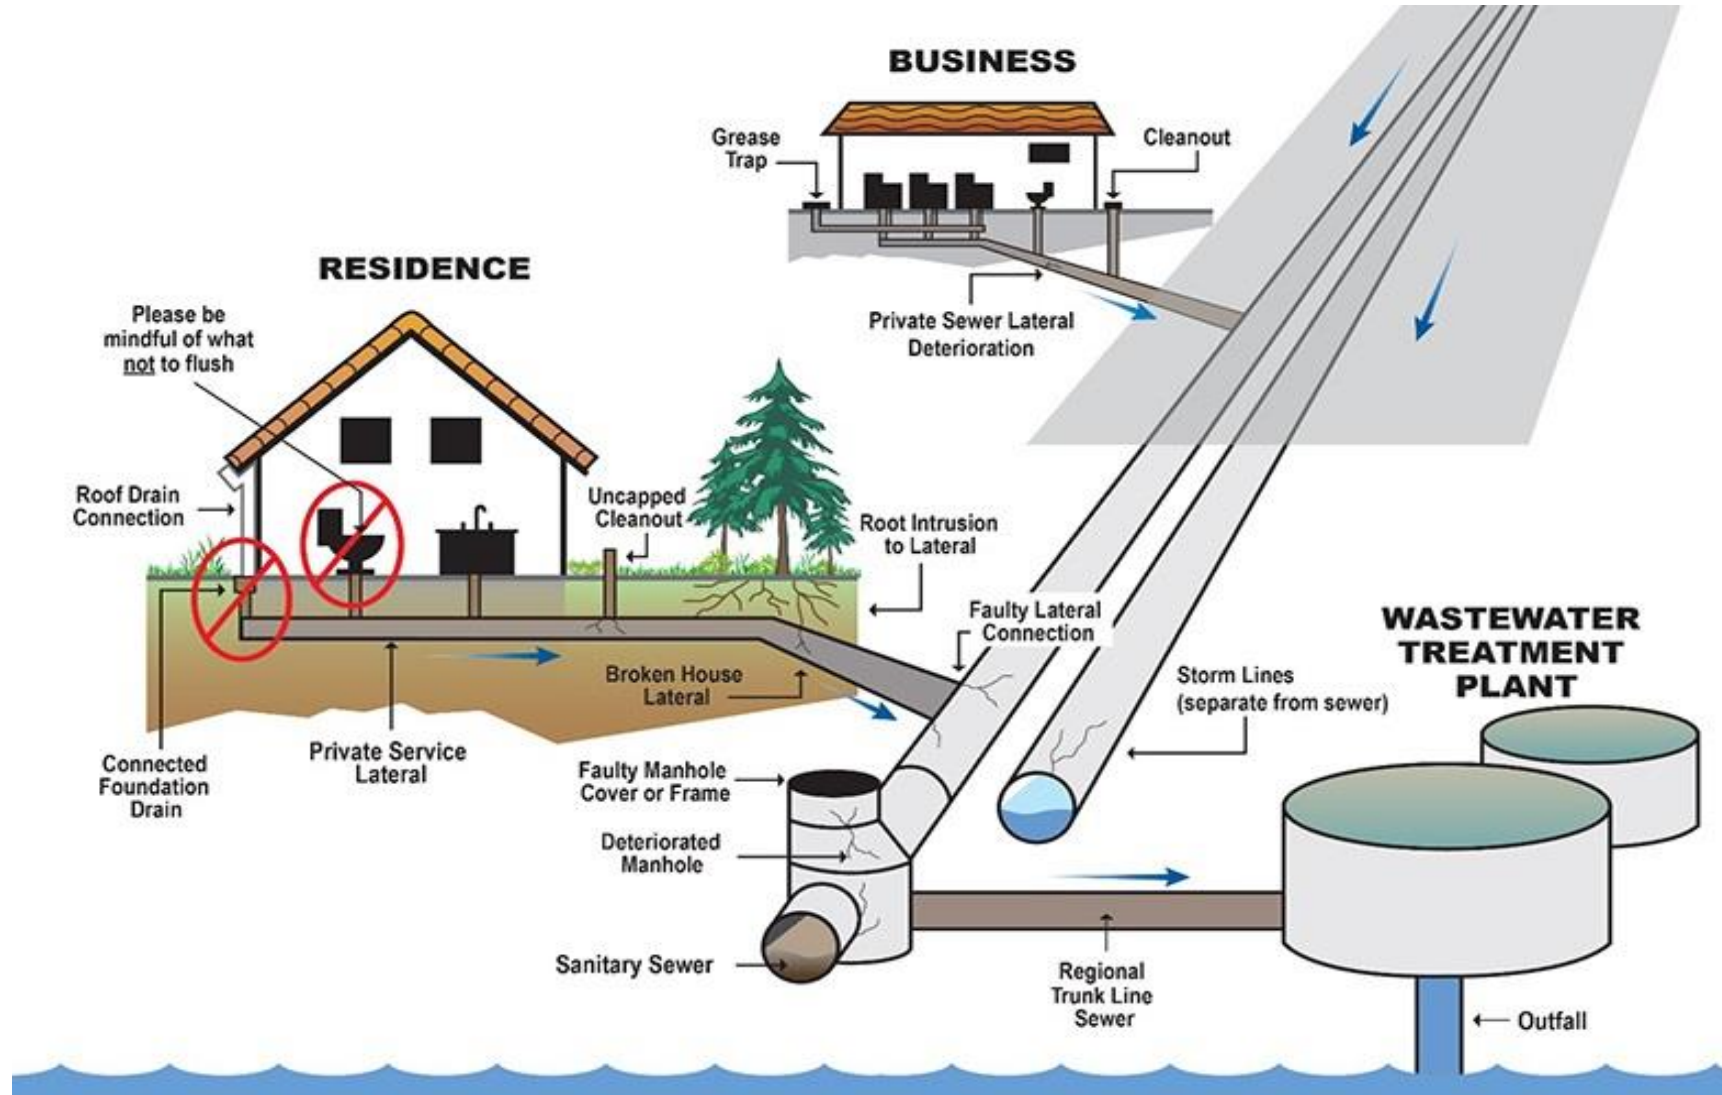 BUSINESS
Grease
Trap
Cleanout
Private Sewer Lateral
Deterioration
RESIDENCE
Please be
mindful of what
not to flush
Roof Drain
Connection
Uncapped
Cleanout
Root Intrusion
to Lateral
Faulty Lateral
Connection
Broken House
Lateral
Private Service
Lateral
Connected
Foundation
Drain
Storm Lines
(separate from sewer)
WASTEWATER
TREATMENT
PLANT
Faulty Manhole
Cover or Frame
Deteriorated
Manhole
Sanitary Sewer
Regional
Trunk Line
Sewer
Outfall